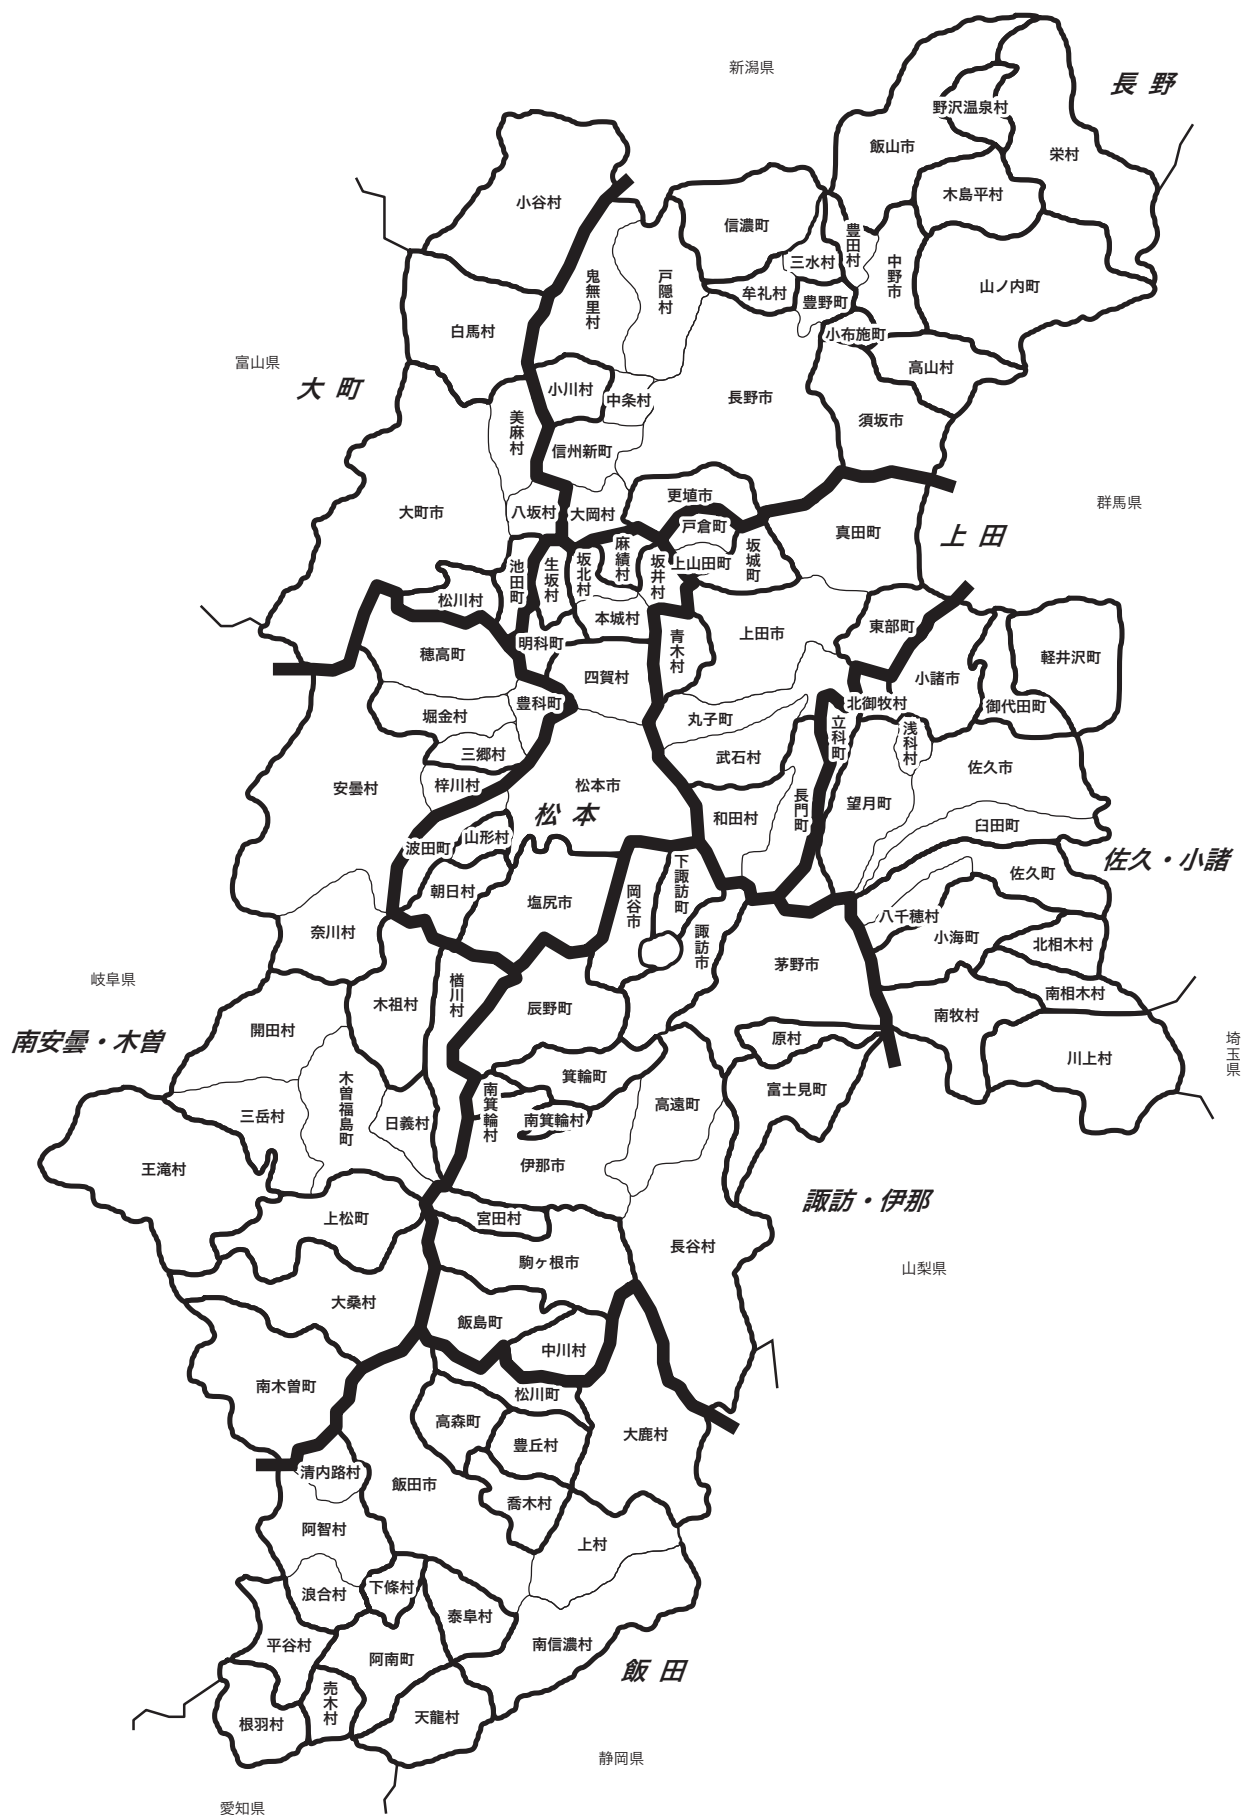 新潟県
長野
野沢温泉村
飯山市
栄村
木島平村
小谷村
信濃町
豊田村
三水村
中野市
鬼無里村
戸隠村
山ノ内町
牟礼村
豊野町
白馬村
小布施町
富山県
高山村
大町
小川村
中条村
長野市
須坂市
美麻村
信州新町
更埴市
群馬県
大町市
八坂村
大岡村
戸倉町
真田町
上田
麻績村
坂城町
上山田町
池田町
生坂村
坂北村
坂井村
松川村
本城村
東部町
上田市
明科町
青木村
穂高町
軽井沢町
四賀村
小諸市
豊科町
北御牧村
御代田町
堀金村
丸子町
立科町
浅科村
三郷村
武石村
佐久市
安曇村
梓川村
松本市
長門町
望月町
松本
和田村
臼田町
山形村
波田町
佐久・小諸
佐久町
朝日村
下諏訪町
塩尻市
岡谷市
八千穂村
奈川村
諏訪市
小海町
北相木村
茅野市
岐阜県
楢川村
南相木村
木祖村
辰野町
南牧村
開田村
南安曇・木曽
原村
埼玉県
川上村
箕輪町
富士見町
木曽福島町
南箕輪村
高遠町
三岳村
日義村
南箕輪村
王滝村
伊那市
諏訪・伊那
上松町
宮田村
長谷村
駒ヶ根市
山梨県
大桑村
飯島町
中川村
南木曽町
松川町
高森町
大鹿村
豊丘村
清内路村
飯田市
喬木村
阿智村
上村
下條村
浪合村
泰阜村
平谷村
南信濃村
阿南町
飯田
売木村
根羽村
天龍村
静岡県
愛知県